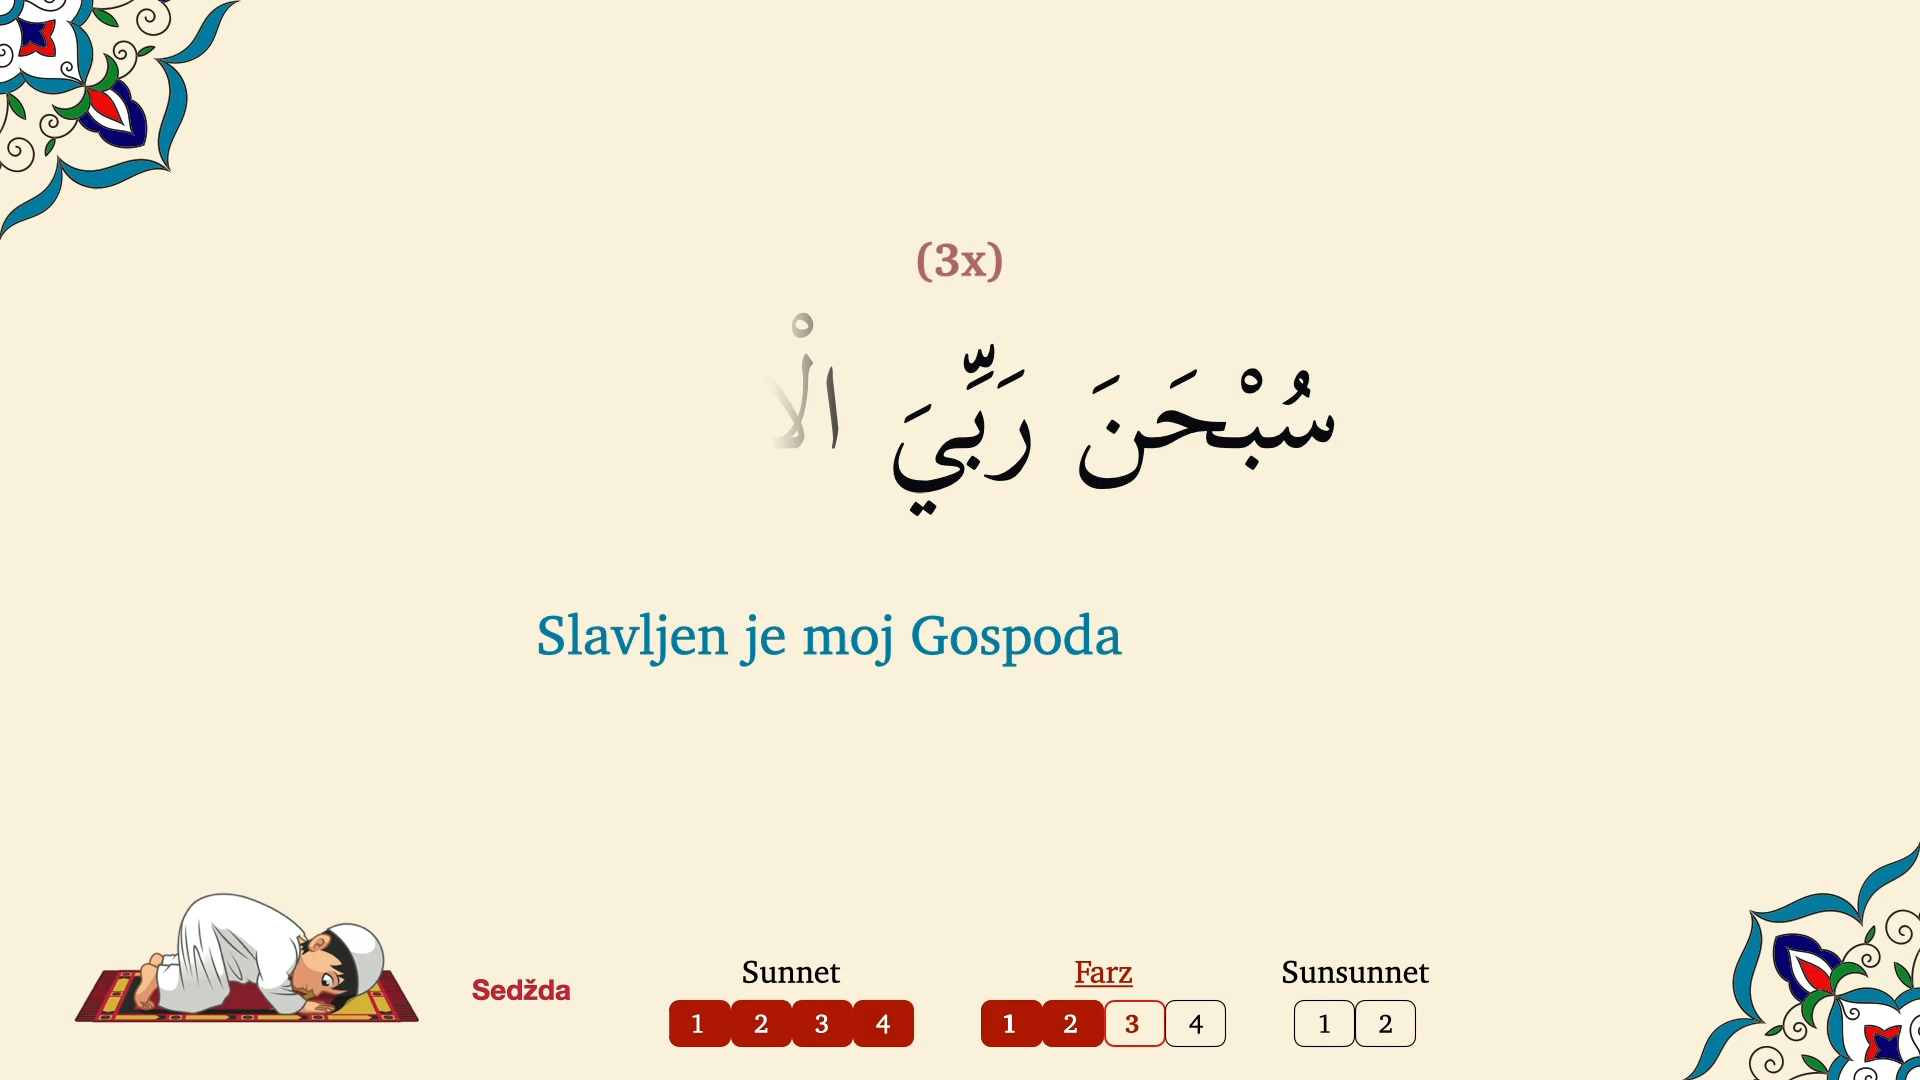 (3x)
سُبْحَنَ رَبِّيَ الْا
Slavljen je moj Gospoda
Sedžda
Sunnet
1 2 3 4
Farz
1 2 3 4
Sunsunnet
1 2